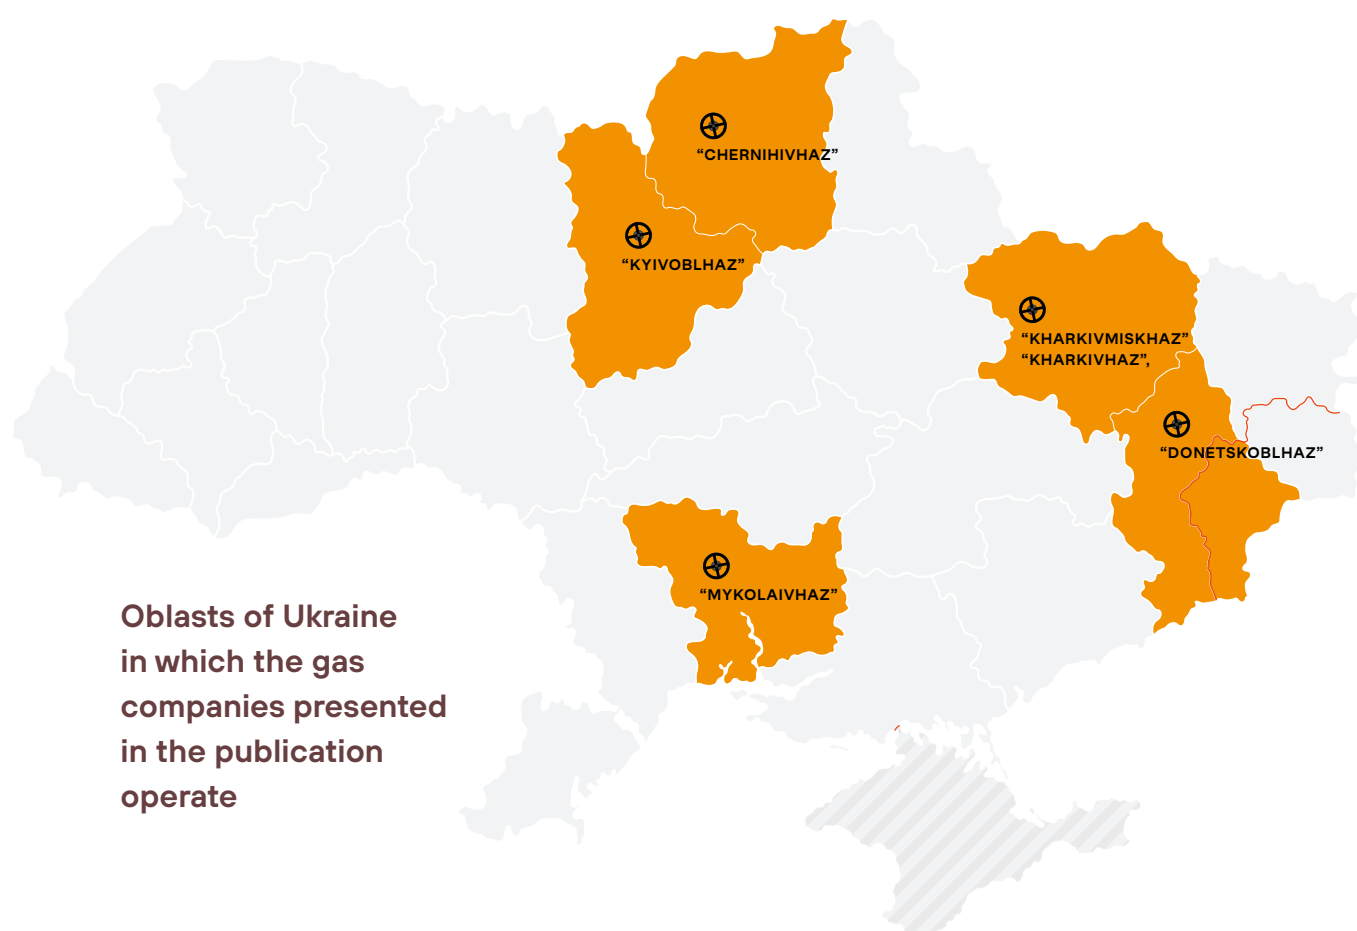 “CHERNIHIVHAZ”
“KYIVOBLHAZ”
“KHARKIVMISKHAZ”
“KHARKIVHAZ”,
“DONETSKOBLHAZ”
“MYKOLAIVHAZ”
Oblasts of Ukraine
in which the gas
companies presented
in the publication
operate